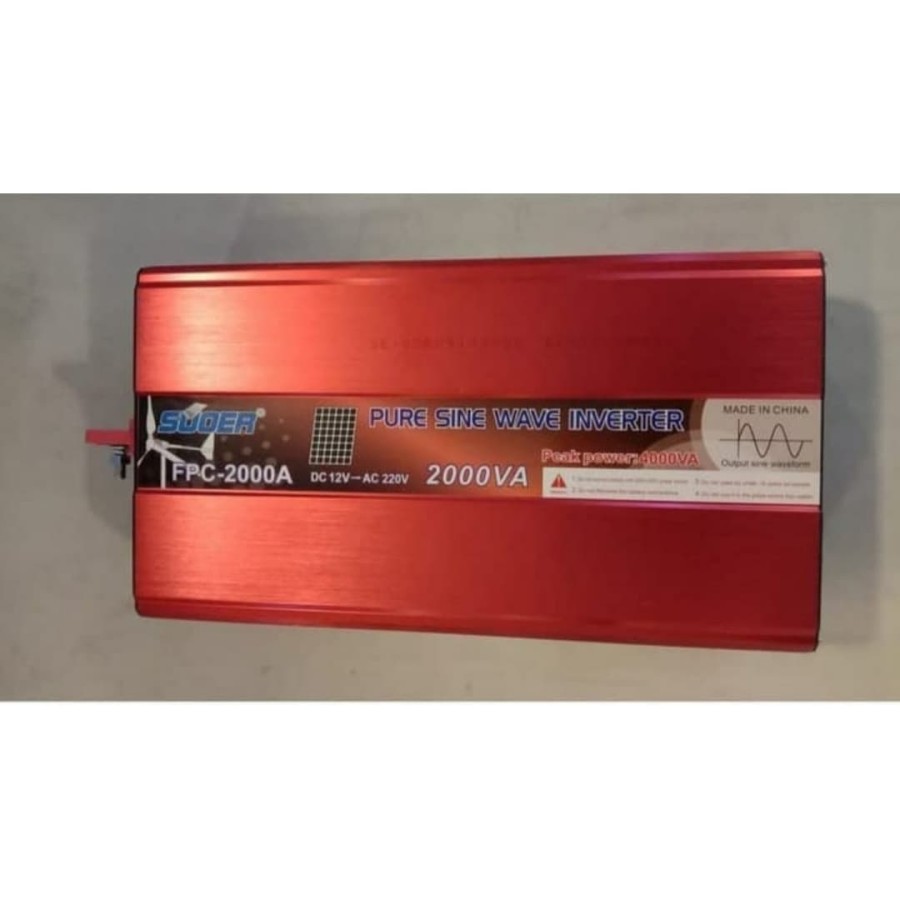 SUOER®
FPC-2000A
DC 12V—AC 220V
PURE SINE WAVE INVERTER
2000VA
Peak power:4000VA
MADE IN CHINA
Output sine waveform